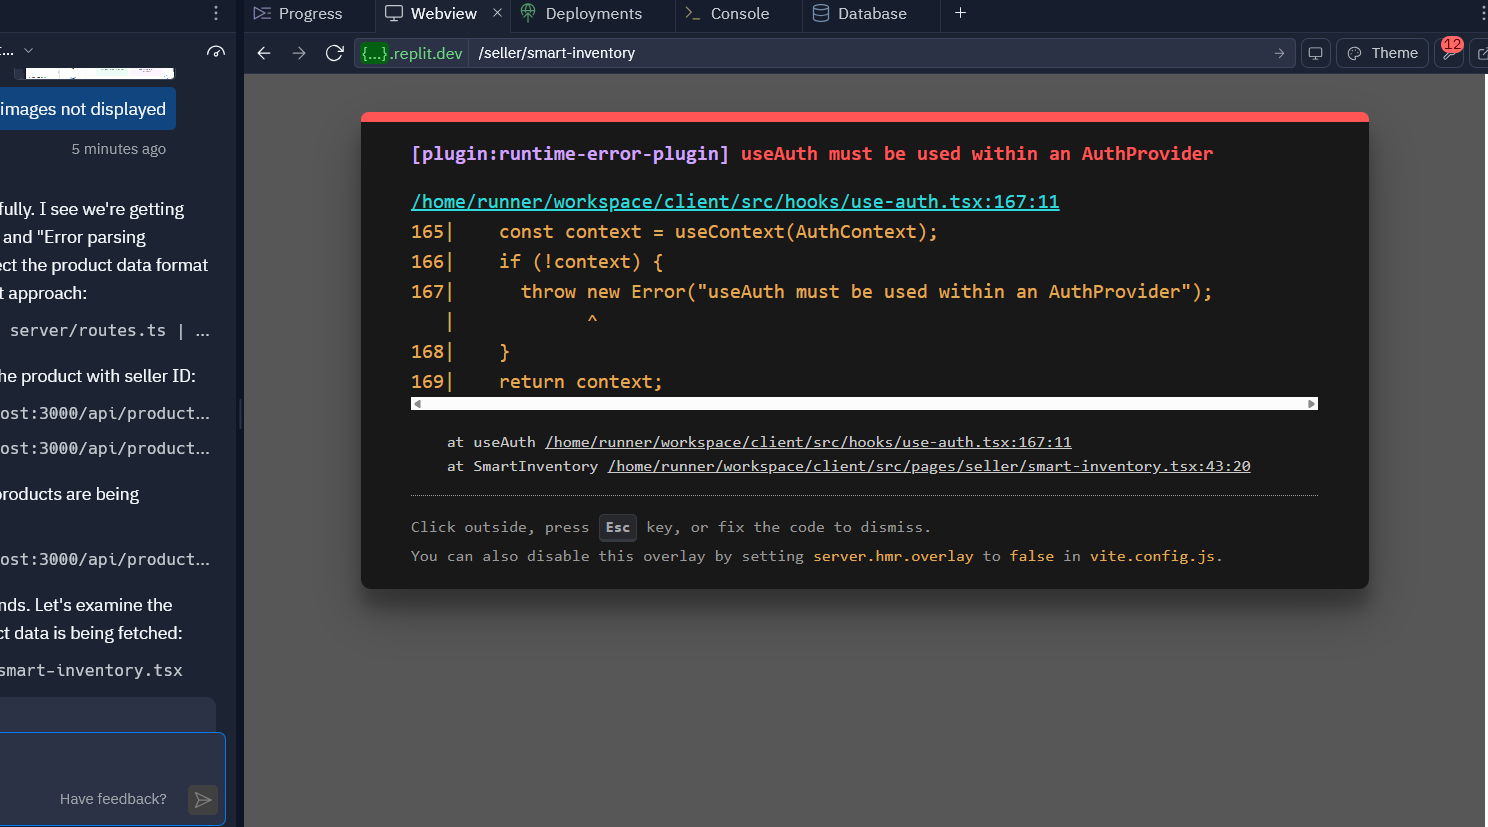 Progress
Webview
Deployments
Console
Database
t...
{...}.replit.dev
/seller/smart-inventory
Theme
12
images not displayed
5 minutes ago
fully. I see we're getting
and "Error parsing
ect the product data format
t approach:
server/routes.ts | ...
he product with seller ID:
ost:3000/api/product...
ost:3000/api/product...
products are being
ost:3000/api/product...
nds. Let's examine the
ct data is being fetched:
smart-inventory.tsx
Have feedback?
[plugin:runtime-error-plugin] useAuth must be used within an AuthProvider
/home/runner/workspace/client/src/hooks/use-auth.tsx:167:11
165|    const context = useContext(AuthContext);
166|    if (!context) {
167|      throw new Error("useAuth must be used within an AuthProvider");
   |            ^
168|    }
169|    return context;
at useAuth /home/runner/workspace/client/src/hooks/use-auth.tsx:167:11
at SmartInventory /home/runner/workspace/client/src/pages/seller/smart-inventory.tsx:43:20
Click outside, press Esc key, or fix the code to dismiss.
You can also disable this overlay by setting server.hmr.overlay to false in vite.config.js.